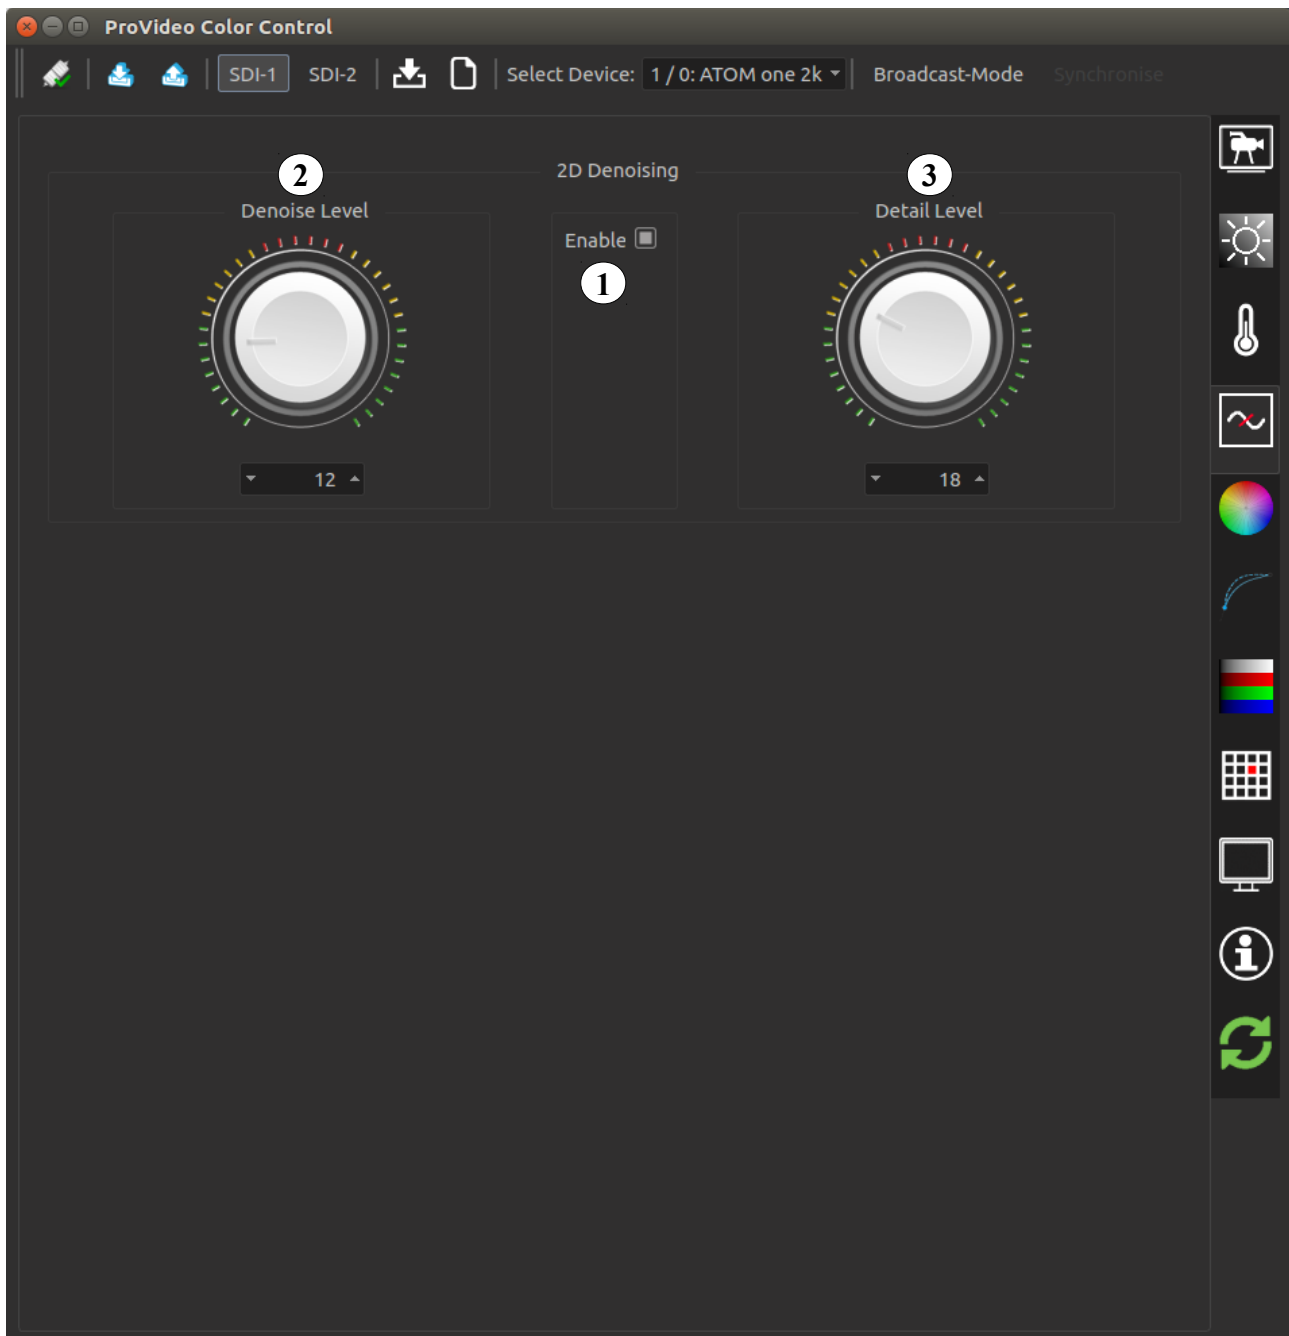 ProVideo Color Control
SDI-1 SDI-2 Select Device: 1 / 0: ATOM one 2k Broadcast-Mode Synchronise
2D Denoising
2 3
Denoise Level Detail Level
Enable
1
12 18